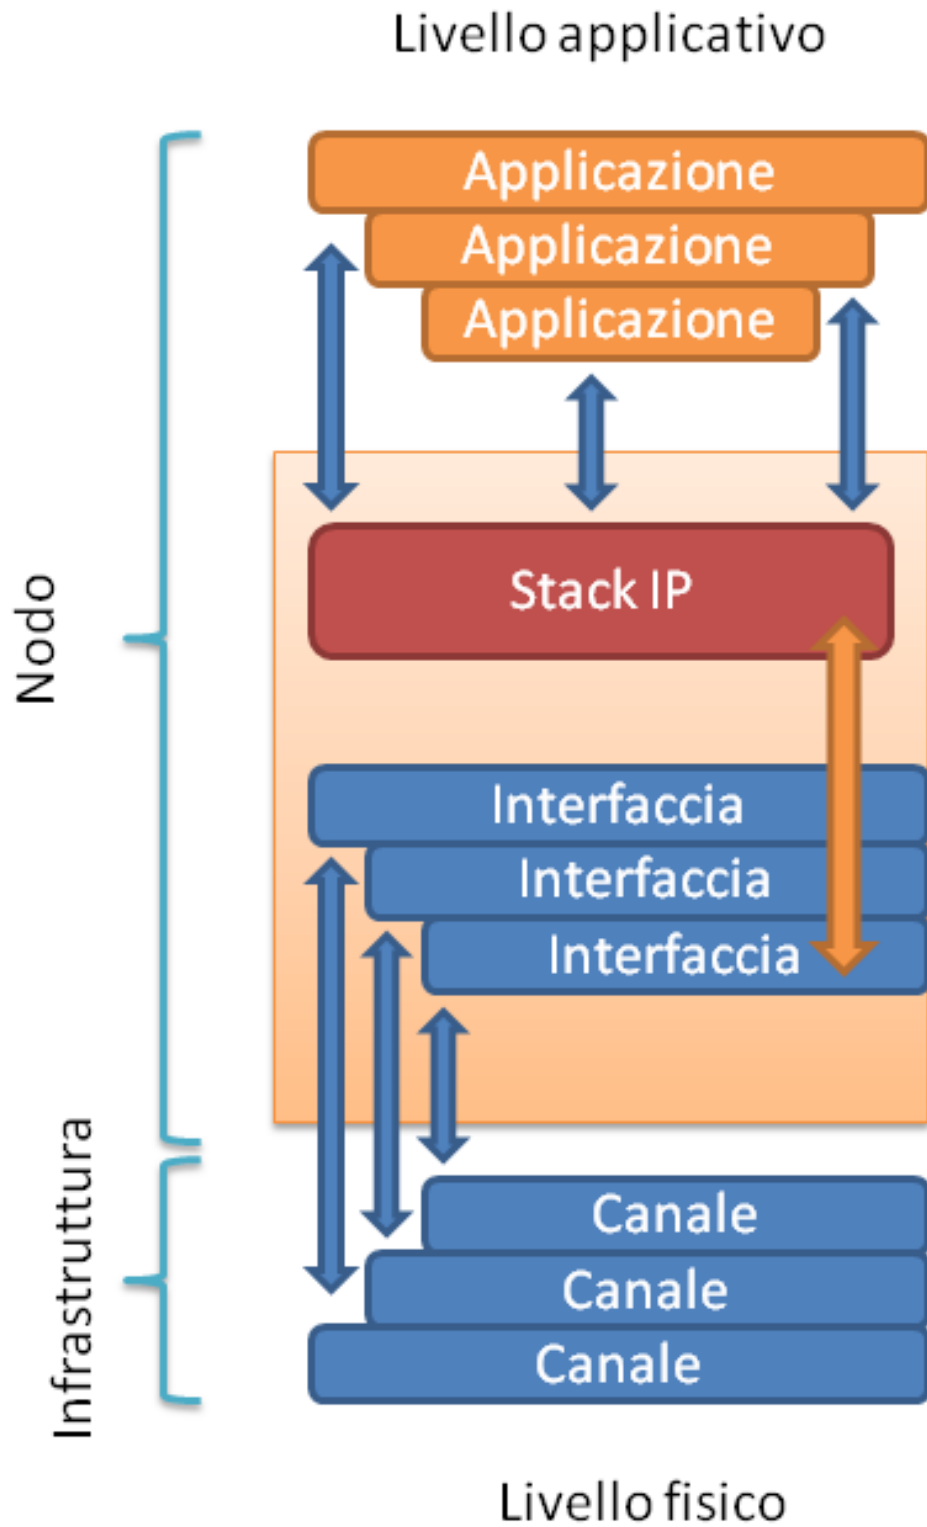 Livello applicativo
Applicazione
Applicazione
Applicazione
Nodo
Stack IP
Interfaccia
Interfaccia
Interfaccia
Infrastruttura
Canale
Canale
Canale
Livello fisico